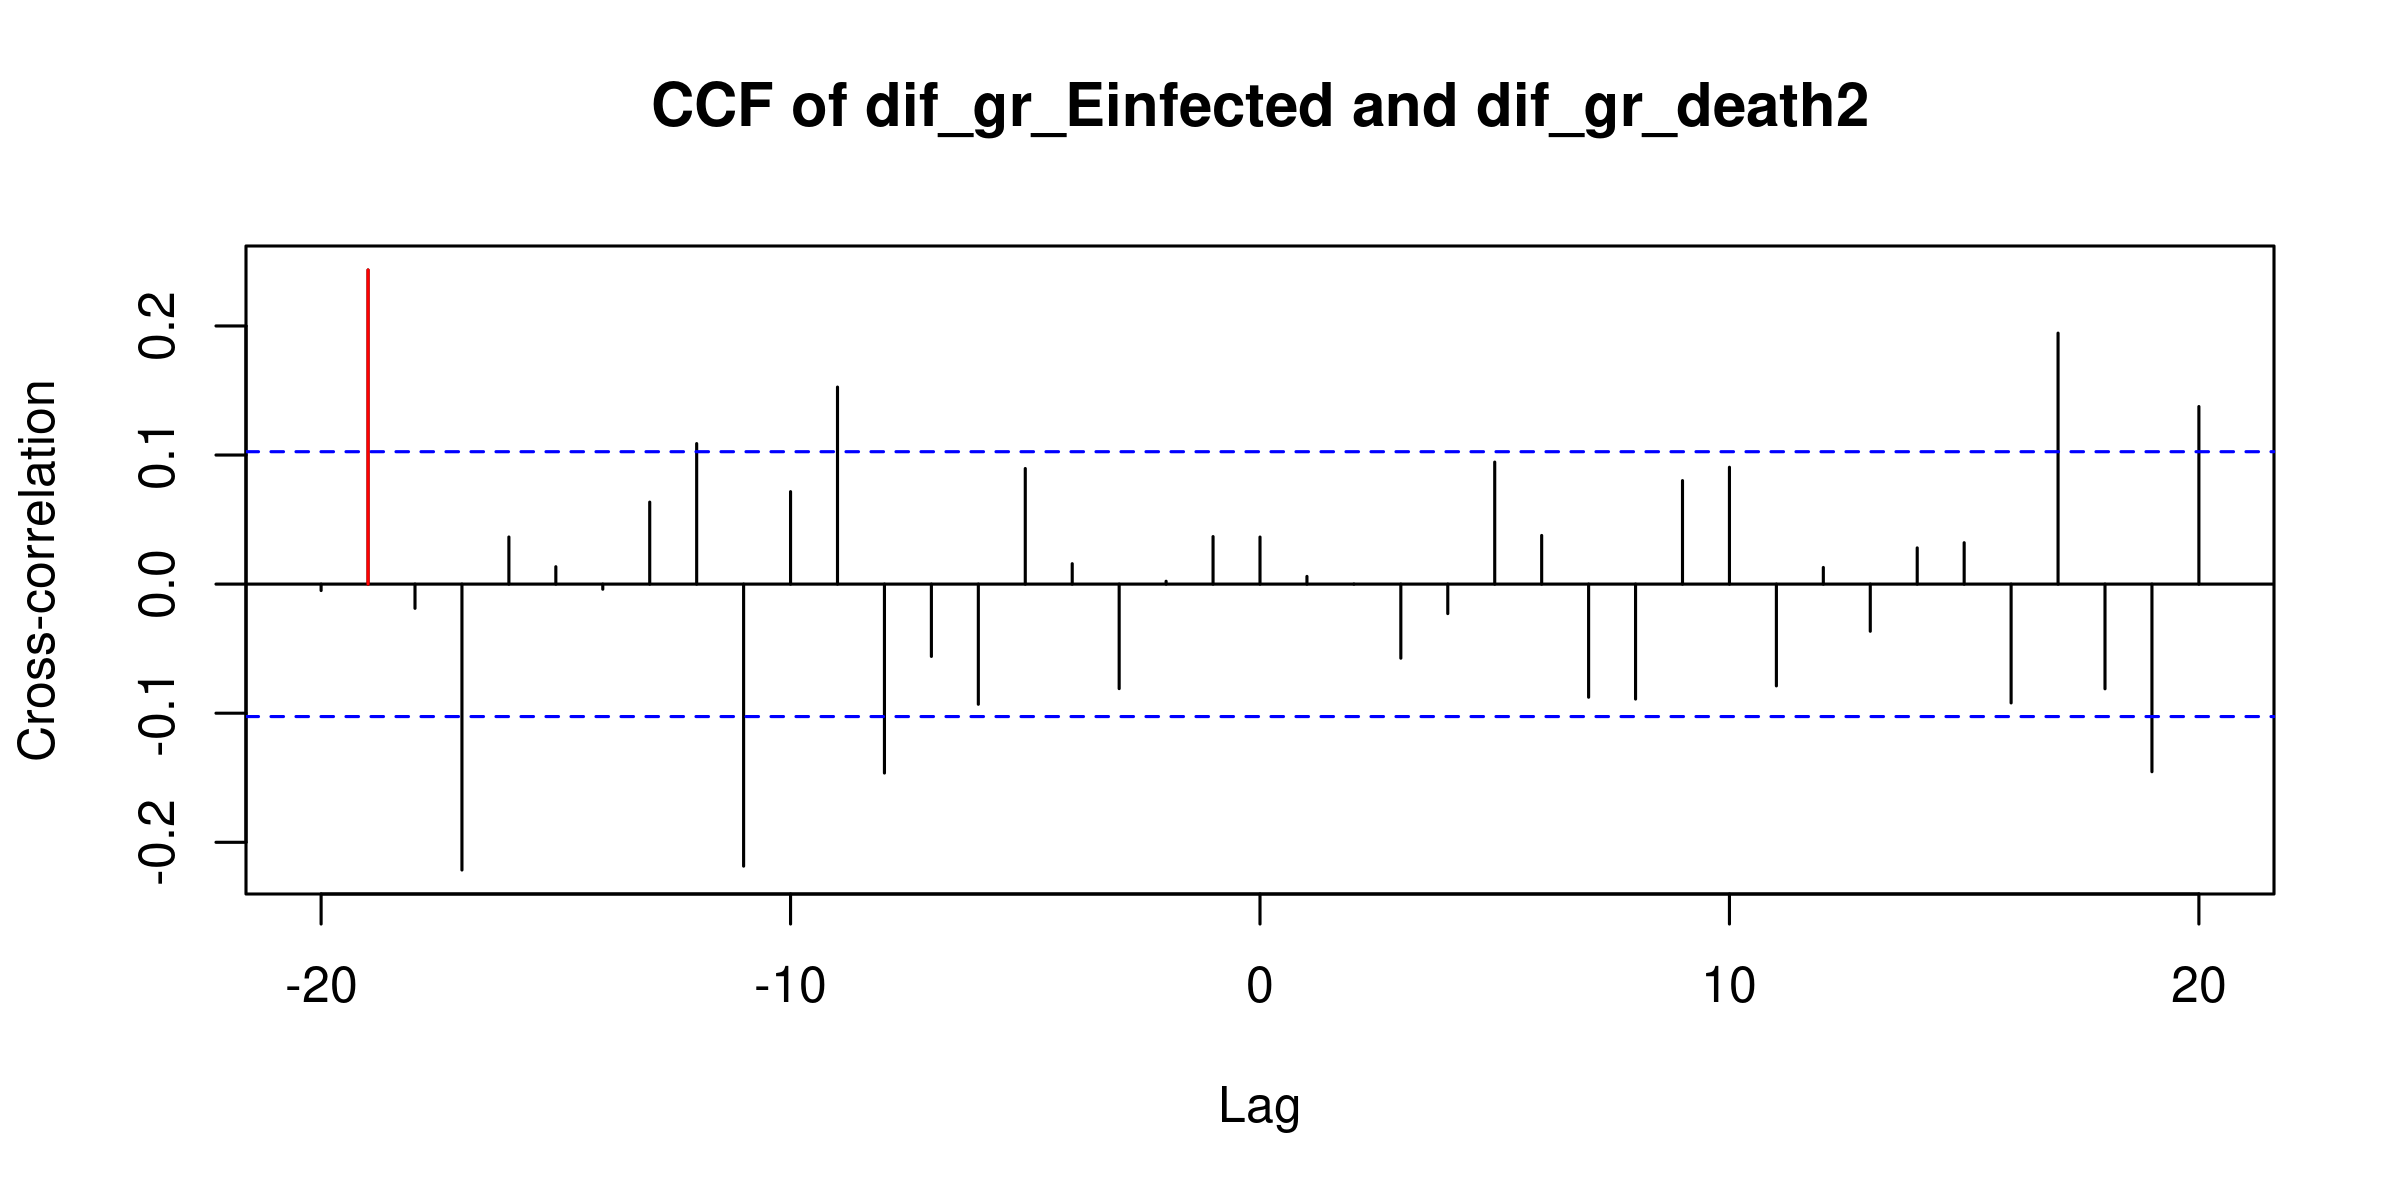 CCF of dif_gr_Einfected and dif_gr_death2
Cross-correlation
0.2
0.1
0.0
-0.1
-0.2
-20 -10 0 10 20
Lag